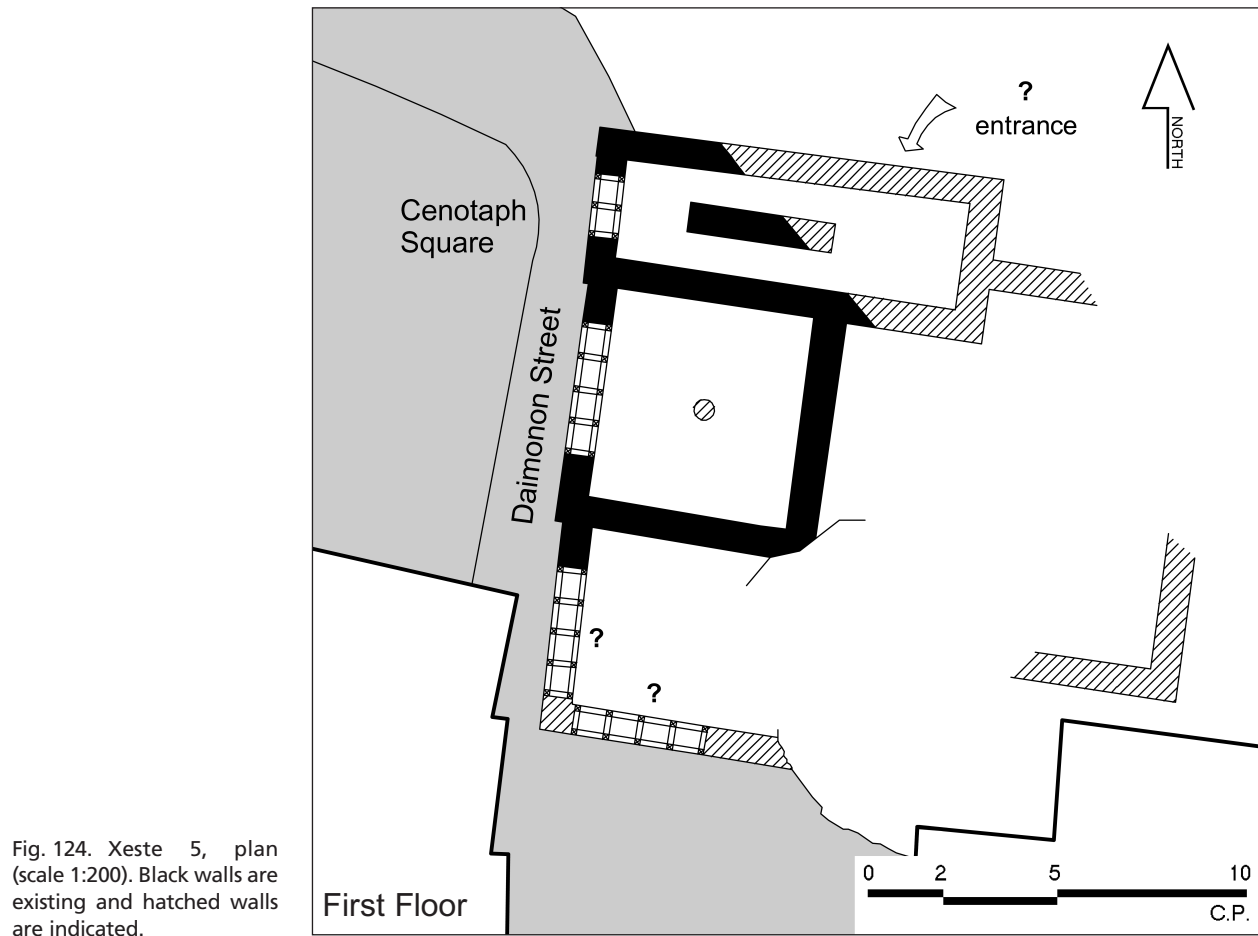 ?
entrance
NORTH
Cenotaph
Square
Daimonon Street
?
?
First Floor
0 2 5 10
C.P.
Fig. 124. Xeste 5, plan
(scale 1:200). Black walls are
existing and hatched walls
are indicated.